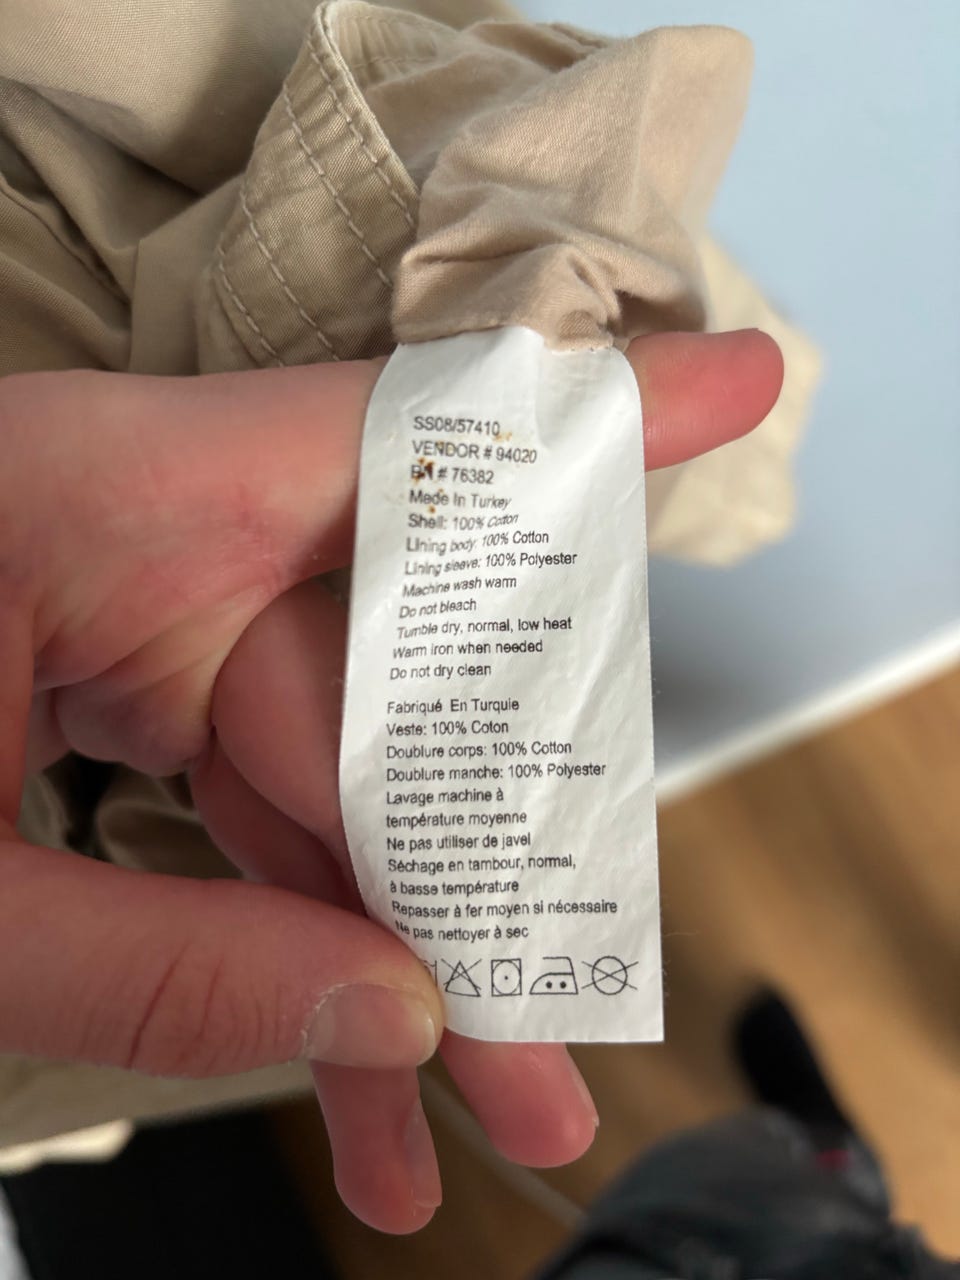 SS08/57410
VENDOR # 94020
# 76382
Made In Turkey
Shell: 100% Cotton
Lining body: 100% Cotton
Lining sleeve: 100% Polyester
Machine wash warm
Do not bleach
Tumble dry, normal, low heat
Warm iron when needed
Do not dry clean
Fabriqué En Turquie
Veste: 100% Coton
Doublure corps: 100% Cotton
Doublure manche: 100% Polyester
Lavage machine à
température moyenne
Ne pas utiliser de javel
Séchage en tambour, normal,
à basse température
Repasser à fer moyen si nécessaire
Ne pas nettoyer à sec